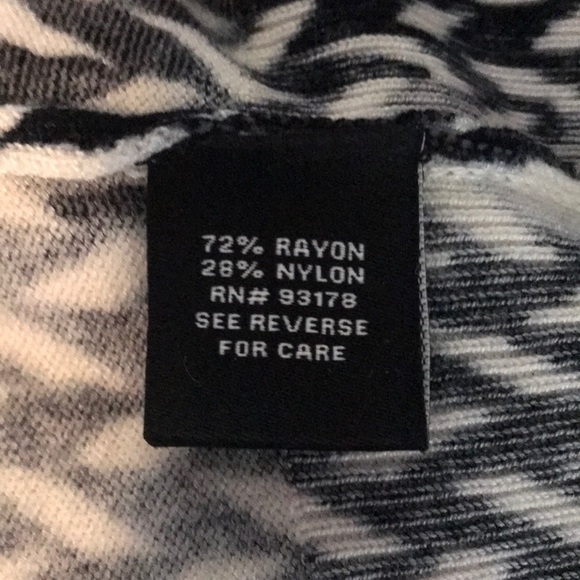 72% RAYON
28% NYLON
RN# 93178
SEE REVERSE
FOR CARE